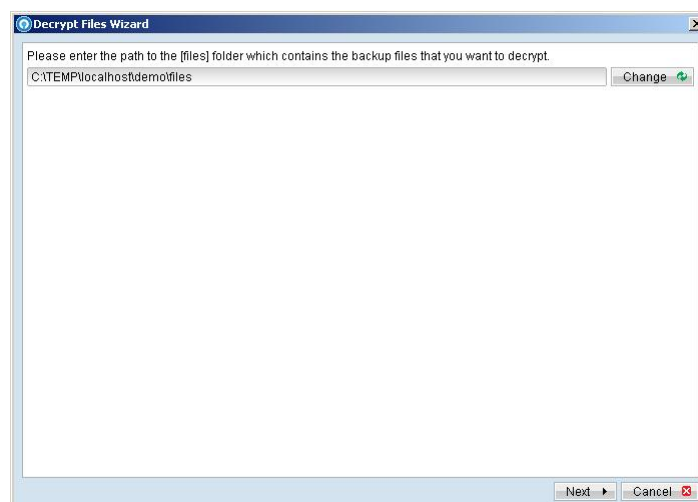 Decrypt Files Wizard
Please enter the path to the [files] folder which contains the backup files that you want to decrypt.
C:\TEMP\localhost\demo\files
Change
Next
Cancel